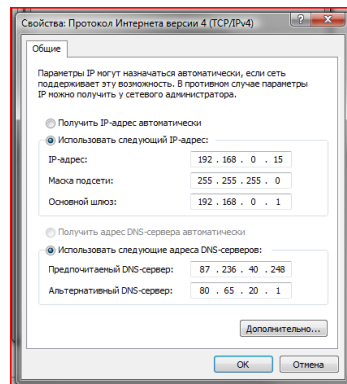 Свойства: Протокол Интернета версии 4 (TCP/IPv4)
Общие
Параметры IP могут назначаться автоматически, если сеть
поддерживает эту возможность. В противном случае параметры
IP можно получить у сетевого администратора.
Получить IP-адрес автоматически
Использовать следующий IP-адрес:
IP-адрес: 192 . 168 . 0 . 15
Маска подсети: 255 . 255 . 255 . 0
Основной шлюз: 192 . 168 . 0 . 1
Получить адрес DNS-сервера автоматически
Использовать следующие адреса DNS-серверов:
Предпочитаемый DNS-сервер: 87 . 236 . 40 . 248
Альтернативный DNS-сервер: 80 . 65 . 20 . 1
Дополнительно...
ОК Отмена